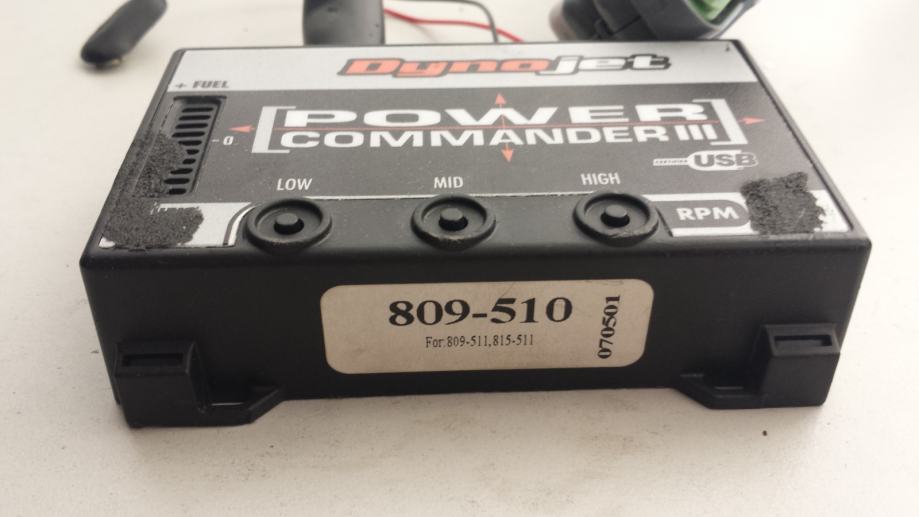 Dynojet
+ FUEL
POWER
- 0
COMMANDER III
CERTIFIED USB
LOW MID HIGH
RPM
809-510
For:809-511,815-511
070501